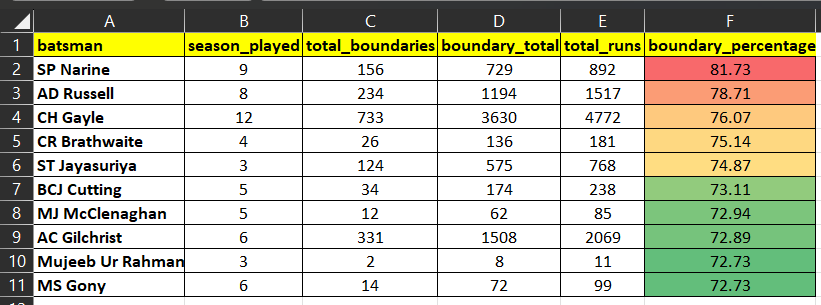 A B C D E F
1 batsman season_played total_boundaries boundary_total total_runs boundary_percentage
2 SP Narine 9 156 729 892 81.73
3 AD Russell 8 234 1194 1517 78.71
4 CH Gayle 12 733 3630 4772 76.07
5 CR Brathwaite 4 26 136 181 75.14
6 ST Jayasuriya 3 124 575 768 74.87
7 BCJ Cutting 5 34 174 238 73.11
8 MJ McClenaghan 5 12 62 85 72.94
9 AC Gilchrist 6 331 1508 2069 72.89
10 Mujeeb Ur Rahman 3 2 8 11 72.73
11 MS Gony 6 14 72 99 72.73